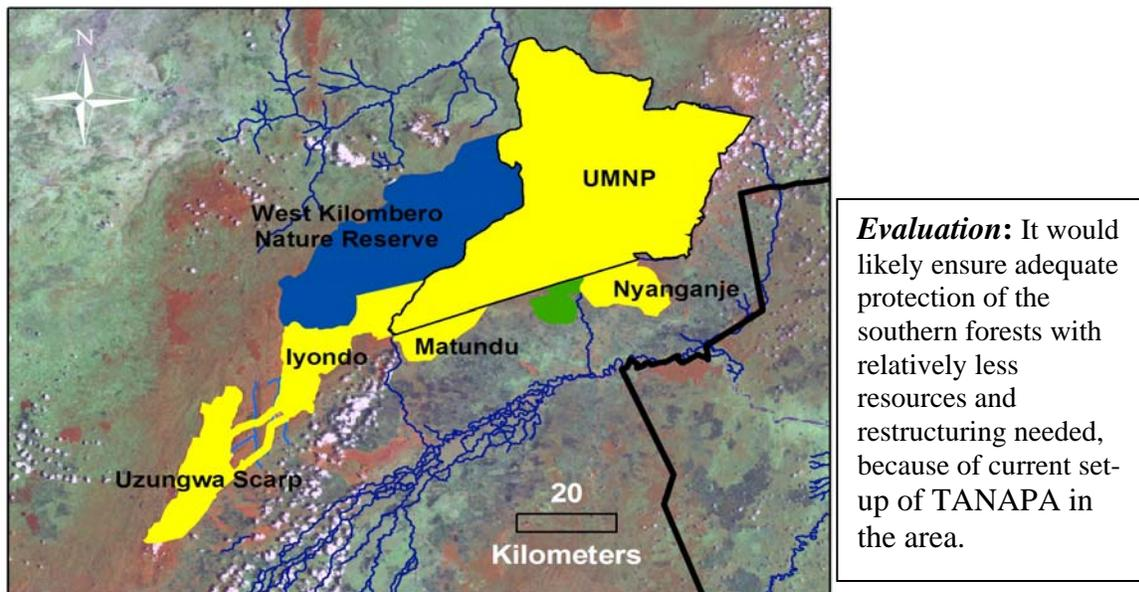 N
UMNP
West Kilombero
Nature Reserve
Nyanganje
Iyondo
Matundu
Uzungwa Scarp
20
Kilometers
Evaluation: It would
likely ensure adequate
protection of the
southern forests with
relatively less
resources and
restructuring needed,
because of current set-
up of TANAPA in
the area.